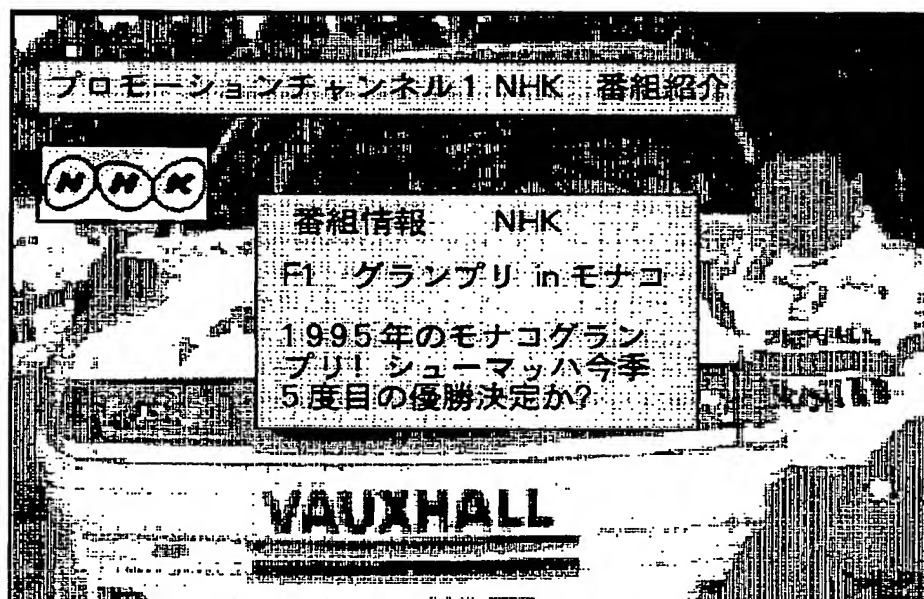 プロモーションチャンネル1 NHK 番組紹介
NHK
番組情報 NHK
F1 グランプリ in モナコ
1995年のモナコグラン
プリ! シューマッハ今季
5度目の優勝決定か?
VAUXHALL